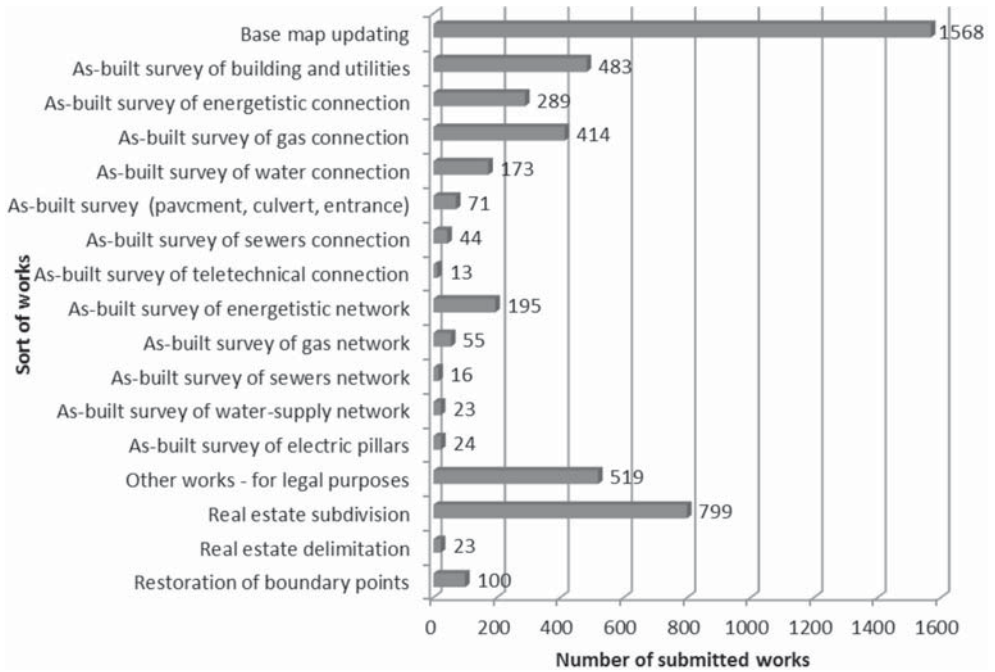 Base map updating 1568
As-built survey of building and utilities 483
As-built survey of energetistic connection 289
As-built survey of gas connection 414
As-built survey of water connection 173
As-built survey (pavcment, culvert, entrance) 71
As-built survey of sewers connection 44
As-built survey of teletechnical connection 13
As-built survey of energetistic network 195
As-built survey of gas network 55
As-built survey of sewers network 16
As-built survey of water-supply network 23
As-built survey of electric pillars 24
Other works - for legal purposes 519
Real estate subdivision 799
Real estate delimitation 23
Restoration of boundary points 100
Sort of works
0 200 400 600 800 1000 1200 1400 1600
Number of submitted works